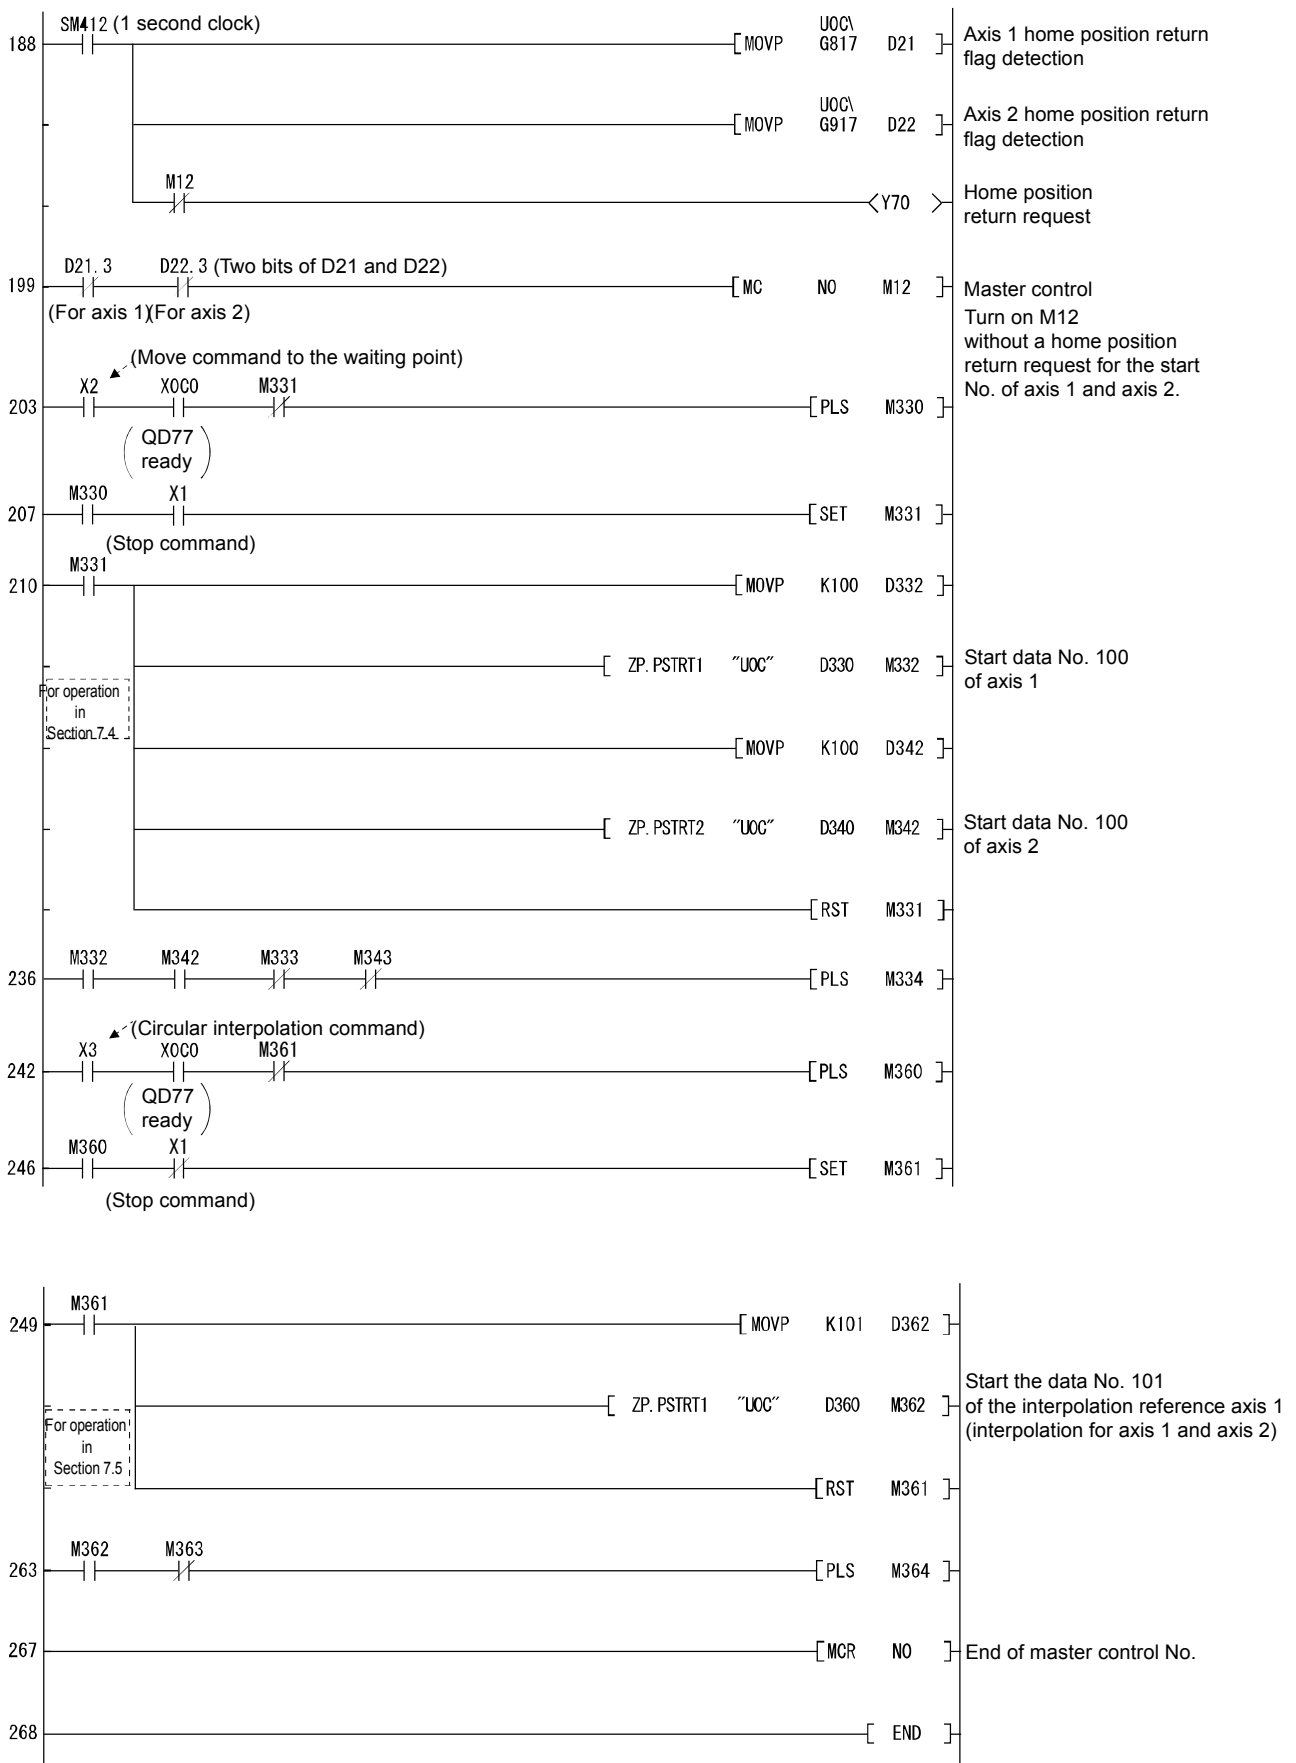 SM412 (1 second clock)
188 MOVP U0C\ G817 D21 Axis 1 home position return
flag detection
MOVP U0C\ G917 D22 Axis 2 home position return
flag detection
M12
Y70 Home position
return request
D21.3 D22.3 (Two bits of D21 and D22)
199 MC N0 M12 Master control
(For axis 1)(For axis 2)
Turn on M12
without a home position
return request for the start
No. of axis 1 and axis 2.
(Move command to the waiting point)
X2 X0C0 M331
203 PLS M330
QD77
ready
M330 X1
207 SET M331
(Stop command)
M331
210 MOVP K100 D332
ZP.PSTRT1 "U0C" D330 M332 Start data No. 100
of axis 1
For operation
in
Section 7.4
MOVP K100 D342
ZP.PSTRT2 "U0C" D340 M342 Start data No. 100
of axis 2
RST M331
M332 M342 M333 M343
236 PLS M334
(Circular interpolation command)
X3 X0C0 M361
242 PLS M360
QD77
ready
M360 X1
246 SET M361
(Stop command)
M361
249 MOVP K101 D362
ZP.PSTRT1 "U0C" D360 M362 Start the data No. 101
of the interpolation reference axis 1
(interpolation for axis 1 and axis 2)
For operation
in
Section 7.5
RST M361
M362 M363
263 PLS M364
267 MCR N0 End of master control No.
268 END